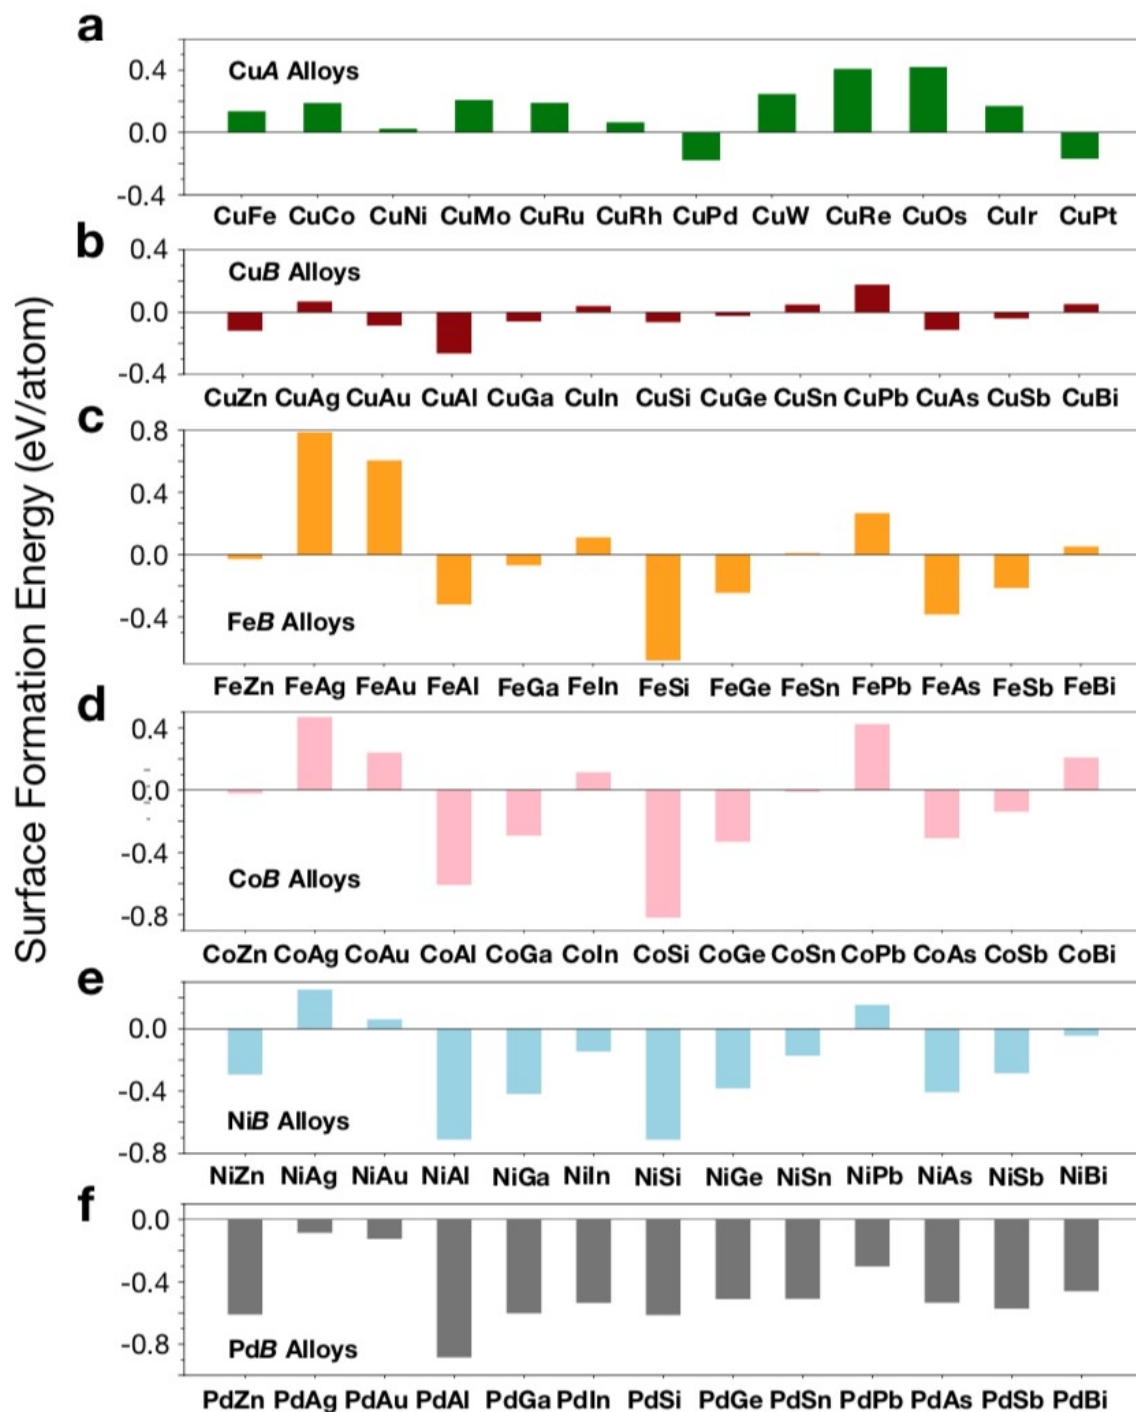 Surface Formation Energy (eV/atom)
a
CuA Alloys
0.4
0.0
-0.4
CuFe CuCo CuNi CuMo CuRu CuRh CuPd CuW CuRe CuOs CuIr CuPt
b
CuB Alloys
0.4
0.0
-0.4
CuZn CuAg CuAu CuAl CuGa CuIn CuSi CuGe CuSn CuPb CuAs CuSb CuBi
c
0.8
0.4
0.0
-0.4
FeB Alloys
FeZn FeAg FeAu FeAl FeGa FeIn FeSi FeGe FeSn FePb FeAs FeSb FeBi
d
0.4
0.0
-0.4
-0.8
CoB Alloys
CoZn CoAg CoAu CoAl CoGa CoIn CoSi CoGe CoSn CoPb CoAs CoSb CoBi
e
0.0
-0.4
-0.8
NiB Alloys
NiZn NiAg NiAu NiAl NiGa NiIn NiSi NiGe NiSn NiPb NiAs NiSb NiBi
f
0.0
-0.4
-0.8
PdB Alloys
PdZn PdAg PdAu PdAl PdGa PdIn PdSi PdGe PdSn PdPb PdAs PdSb PdBi